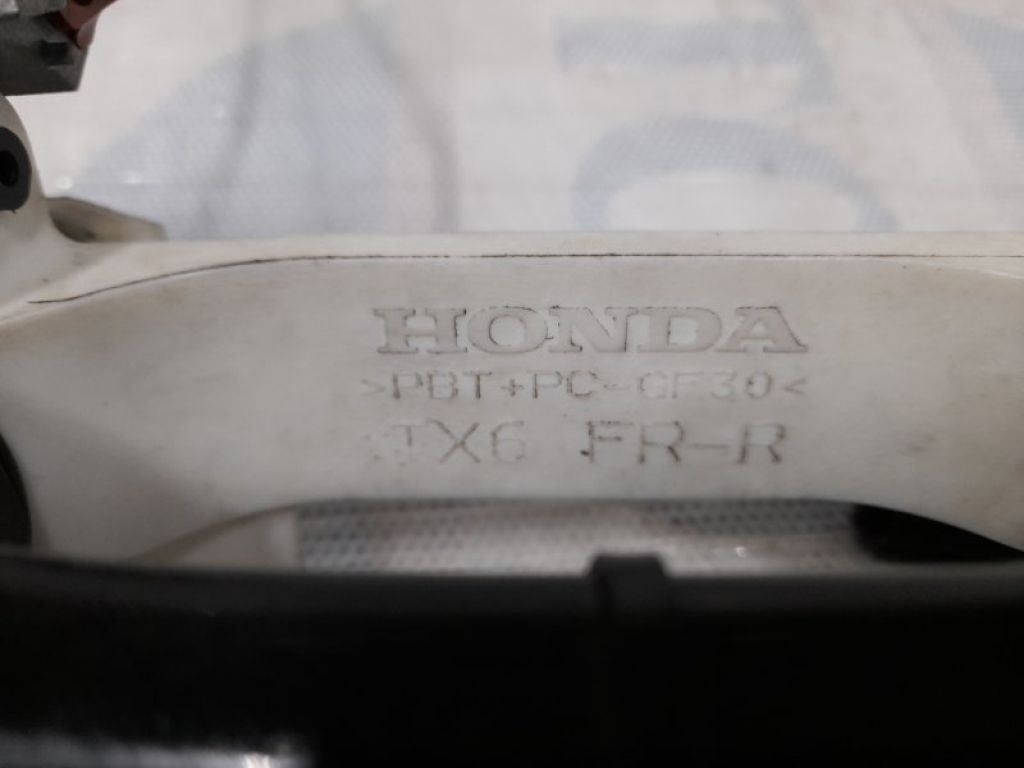 HONDA
>PBT+PC-GF30<
TX6 FR-R